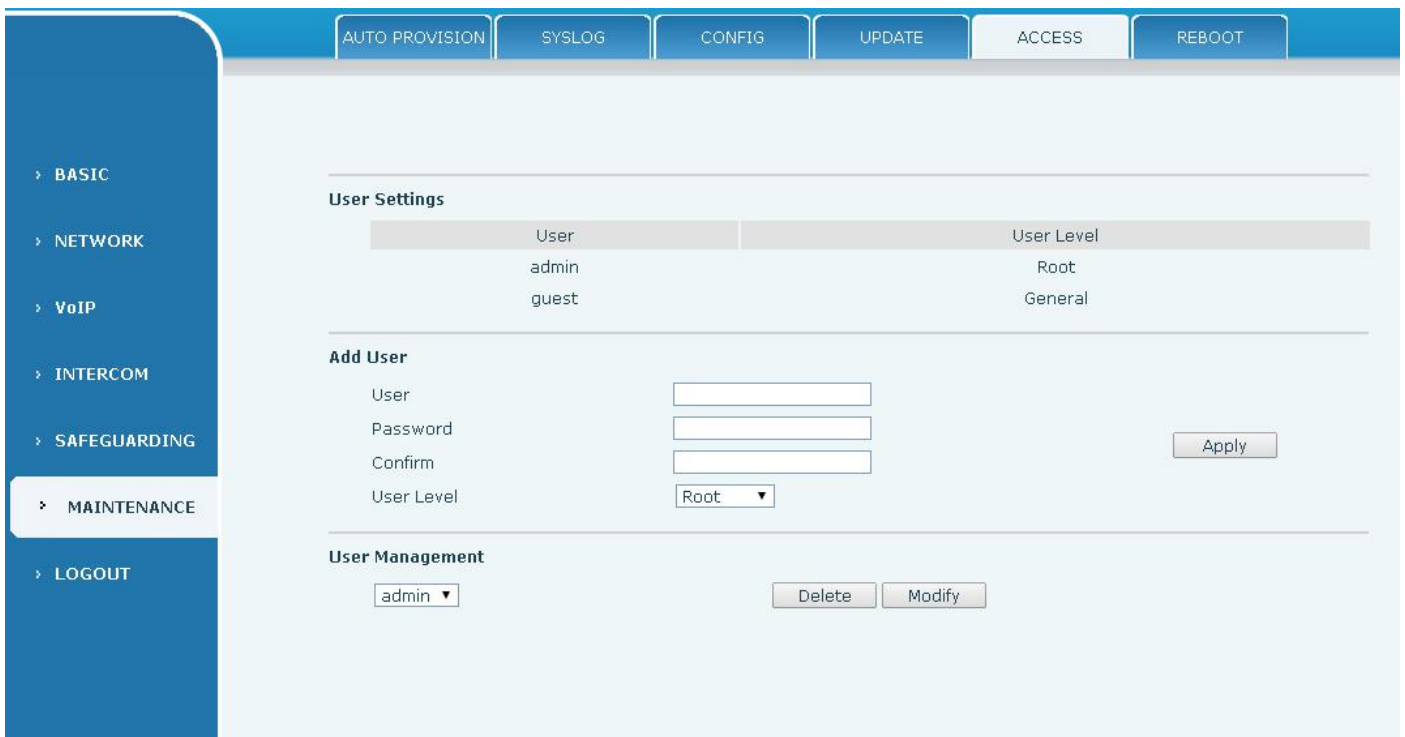 AUTO PROVISION SYSLOG CONFIG UPDATE ACCESS REBOOT
› BASIC
› NETWORK
› VoIP
› INTERCOM
› SAFEGUARDING
› MAINTENANCE
› LOGOUT
User Settings
User User Level
admin Root
guest General
Add User
User
Password
Confirm
User Level Root
Apply
User Management
admin Delete Modify